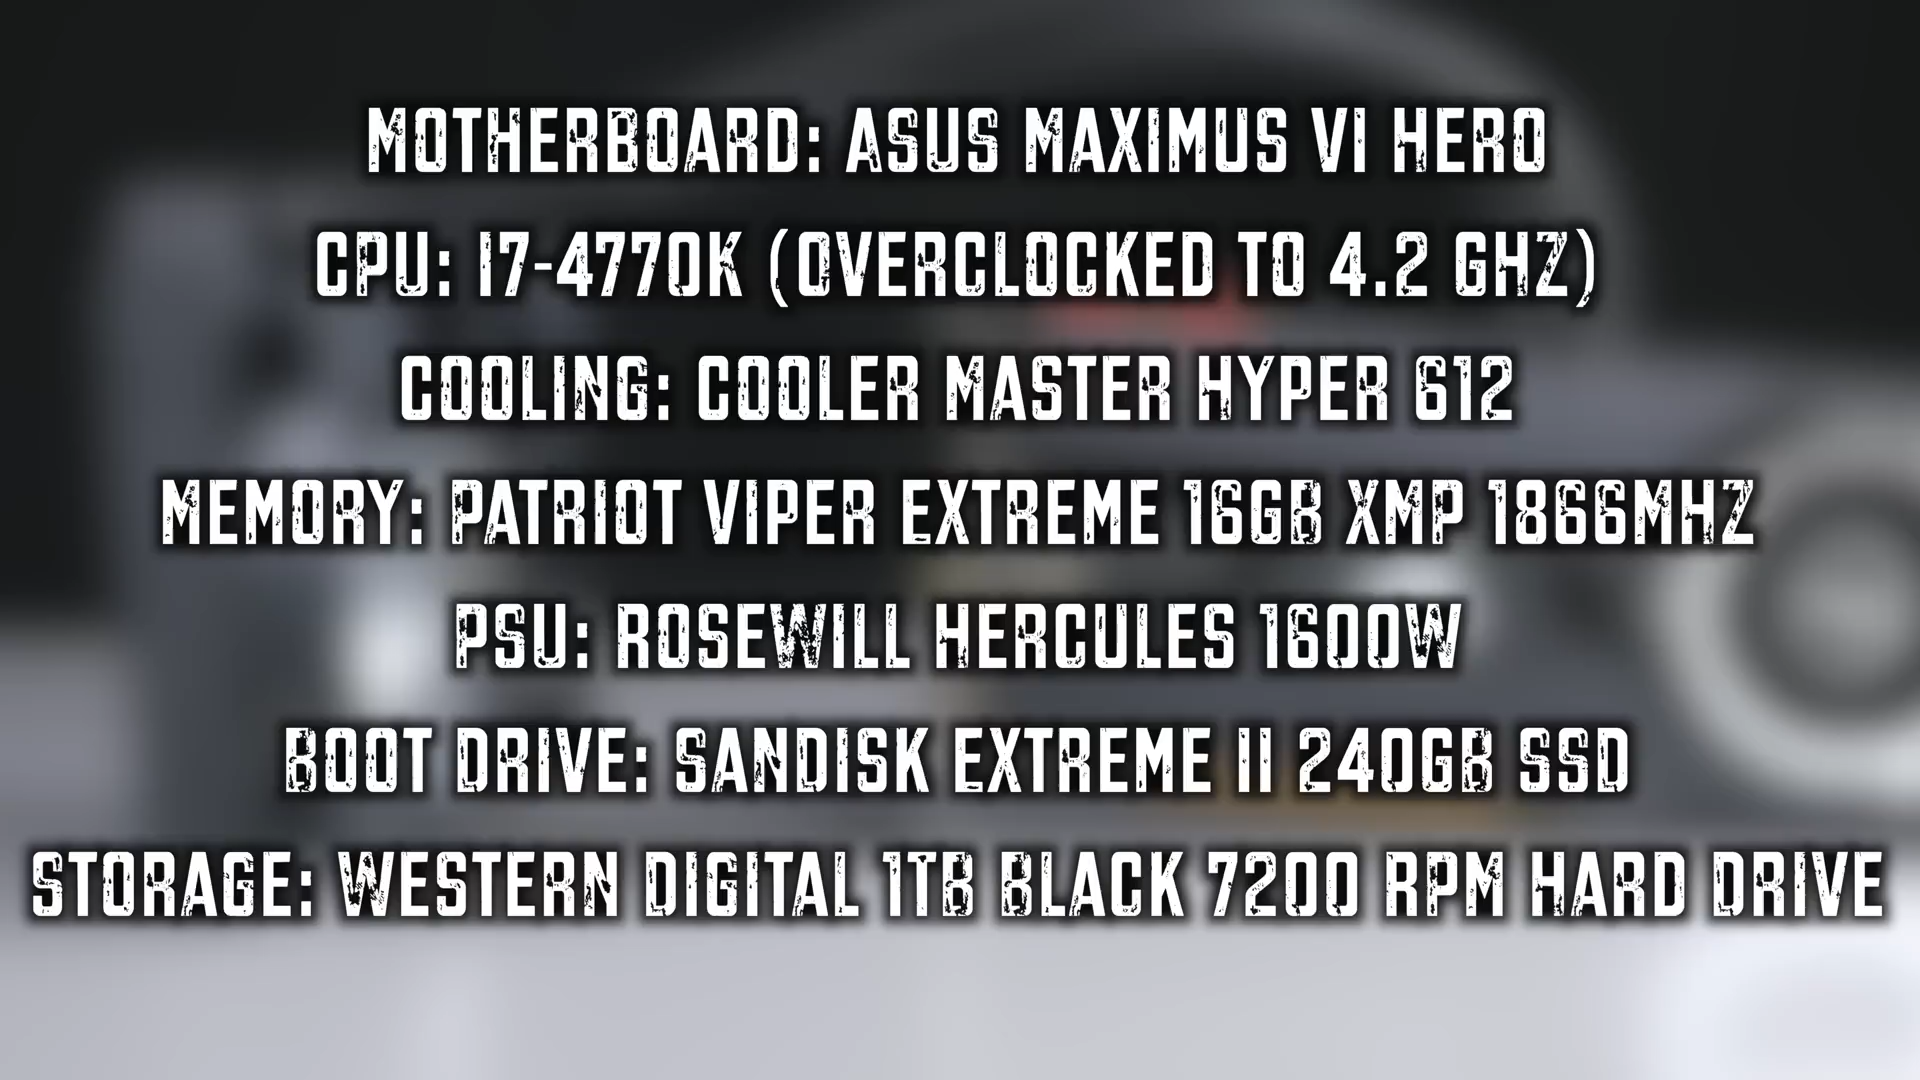 MOTHERBOARD: ASUS MAXIMUS VI HERO
CPU: I7-4770K (OVERCLOCKED TO 4.2 GHZ)
COOLING: COOLER MASTER HYPER 612
MEMORY: PATRIOT VIPER EXTREME 16GB XMP 1866MHZ
PSU: ROSEWILL HERCULES 1600W
BOOT DRIVE: SANDISK EXTREME II 240GB SSD
STORAGE: WESTERN DIGITAL 1TB BLACK 7200 RPM HARD DRIVE